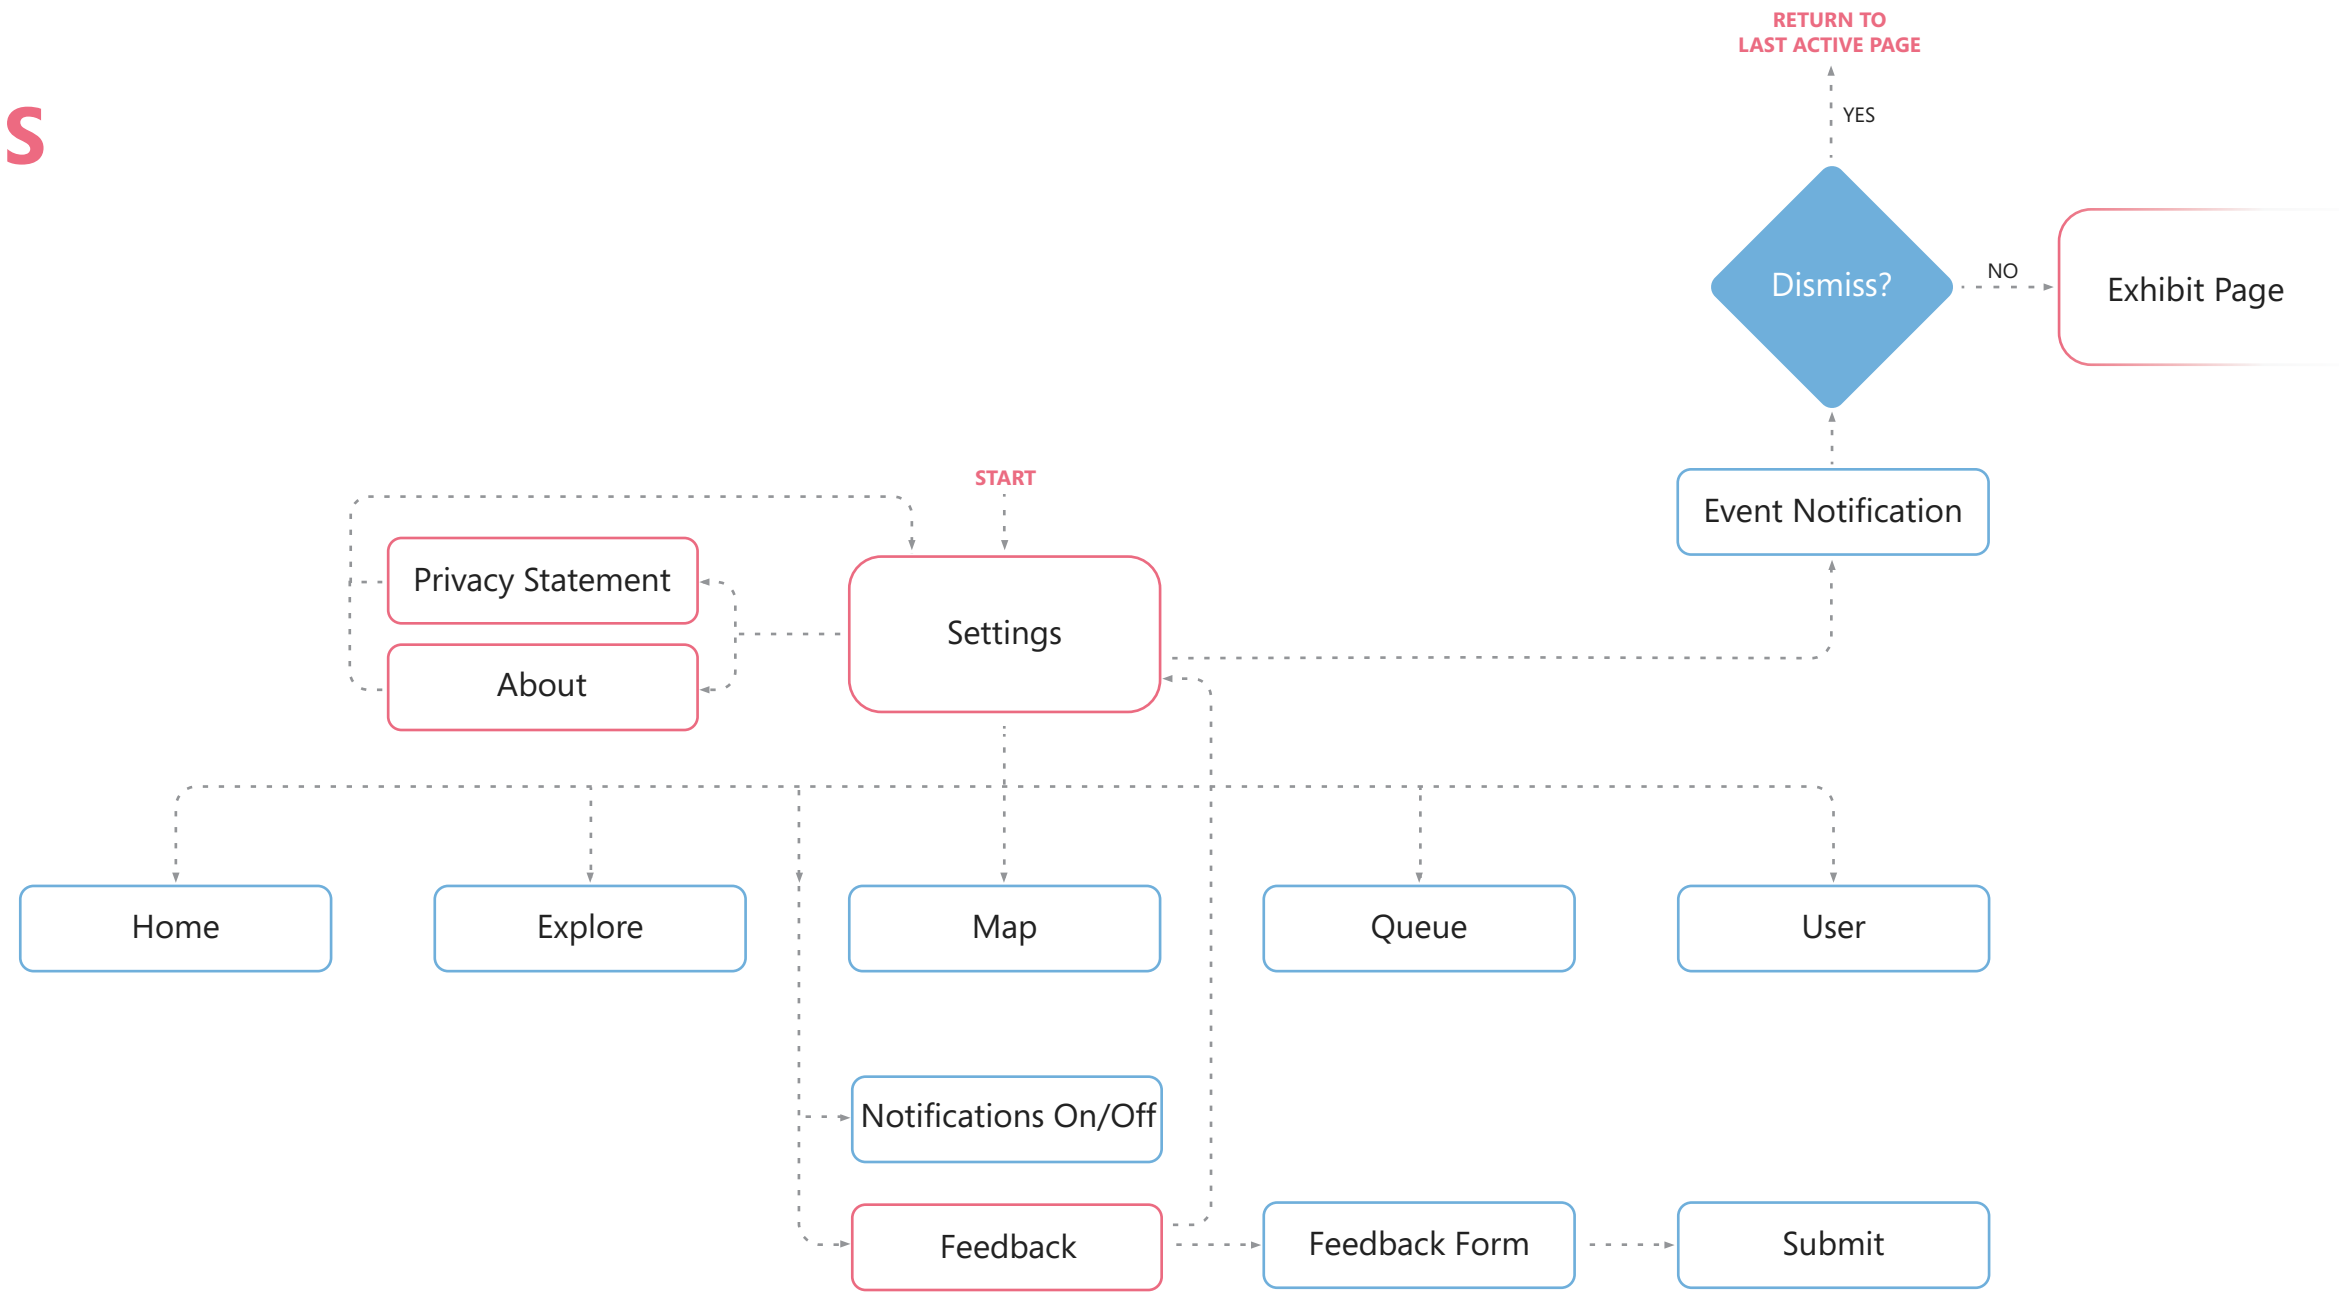 RETURN TO
LAST ACTIVE PAGE
S
YES
NO
Dismiss?
Exhibit Page
START
Event Notification
Privacy Statement
Settings
About
Home
Explore
Map
Queue
User
Notifications On/Off
Feedback
Feedback Form
Submit